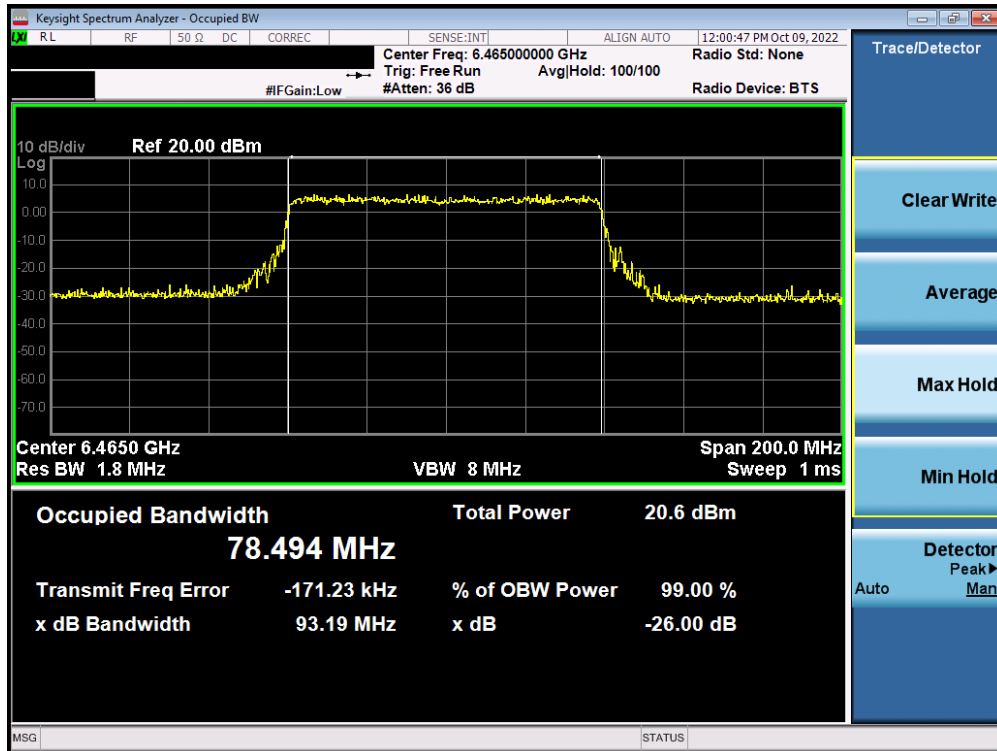 Keysight Spectrum Analyzer - Occupied BW
LXI RL RF 50 Ω DC CORREC SENSE:INT ALIGN AUTO 12:00:47 PM Oct 09, 2022
Center Freq: 6.465000000 GHz Radio Std: None
Trig: Free Run Avg|Hold: 100/100
#IFGain:Low #Atten: 36 dB Radio Device: BTS
Trace/Detector
10 dB/div Ref 20.00 dBm
Log
10.0
0.00
-10.0
-20.0
-30.0
-40.0
-50.0
-60.0
-70.0
Center 6.4650 GHz Span 200.0 MHz
Res BW 1.8 MHz VBW 8 MHz Sweep 1 ms
Occupied Bandwidth Total Power 20.6 dBm
78.494 MHz
Transmit Freq Error -171.23 kHz % of OBW Power 99.00 %
x dB Bandwidth 93.19 MHz x dB -26.00 dB
Clear Write
Average
Max Hold
Min Hold
Detector
Peak▶
Auto Man
MSG STATUS